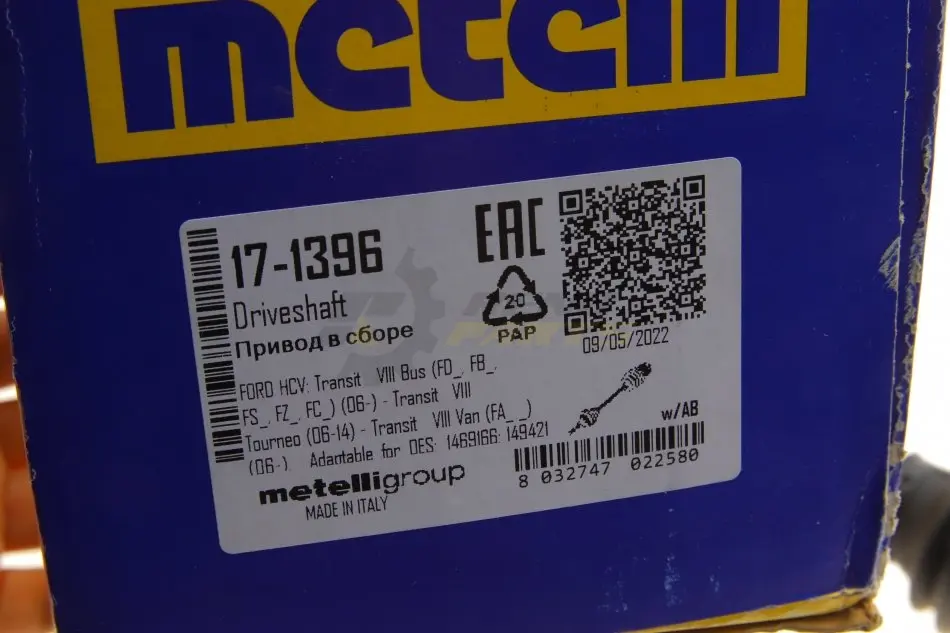 metelli
17-1396
EAC
Driveshaft
Привод в сборе
20
PAP
09/05/2022
FORD HCV: Transit VIII Bus (FD_, FB_,
FS_, FZ_, FC_) (06-) - Transit VIII
Tourneo (06-14) - Transit VIII Van (FA_ _)
(06-). Adaptable for OES: 1469166; 149421
w/AB
metelligroup
MADE IN ITALY
8 032747 022580